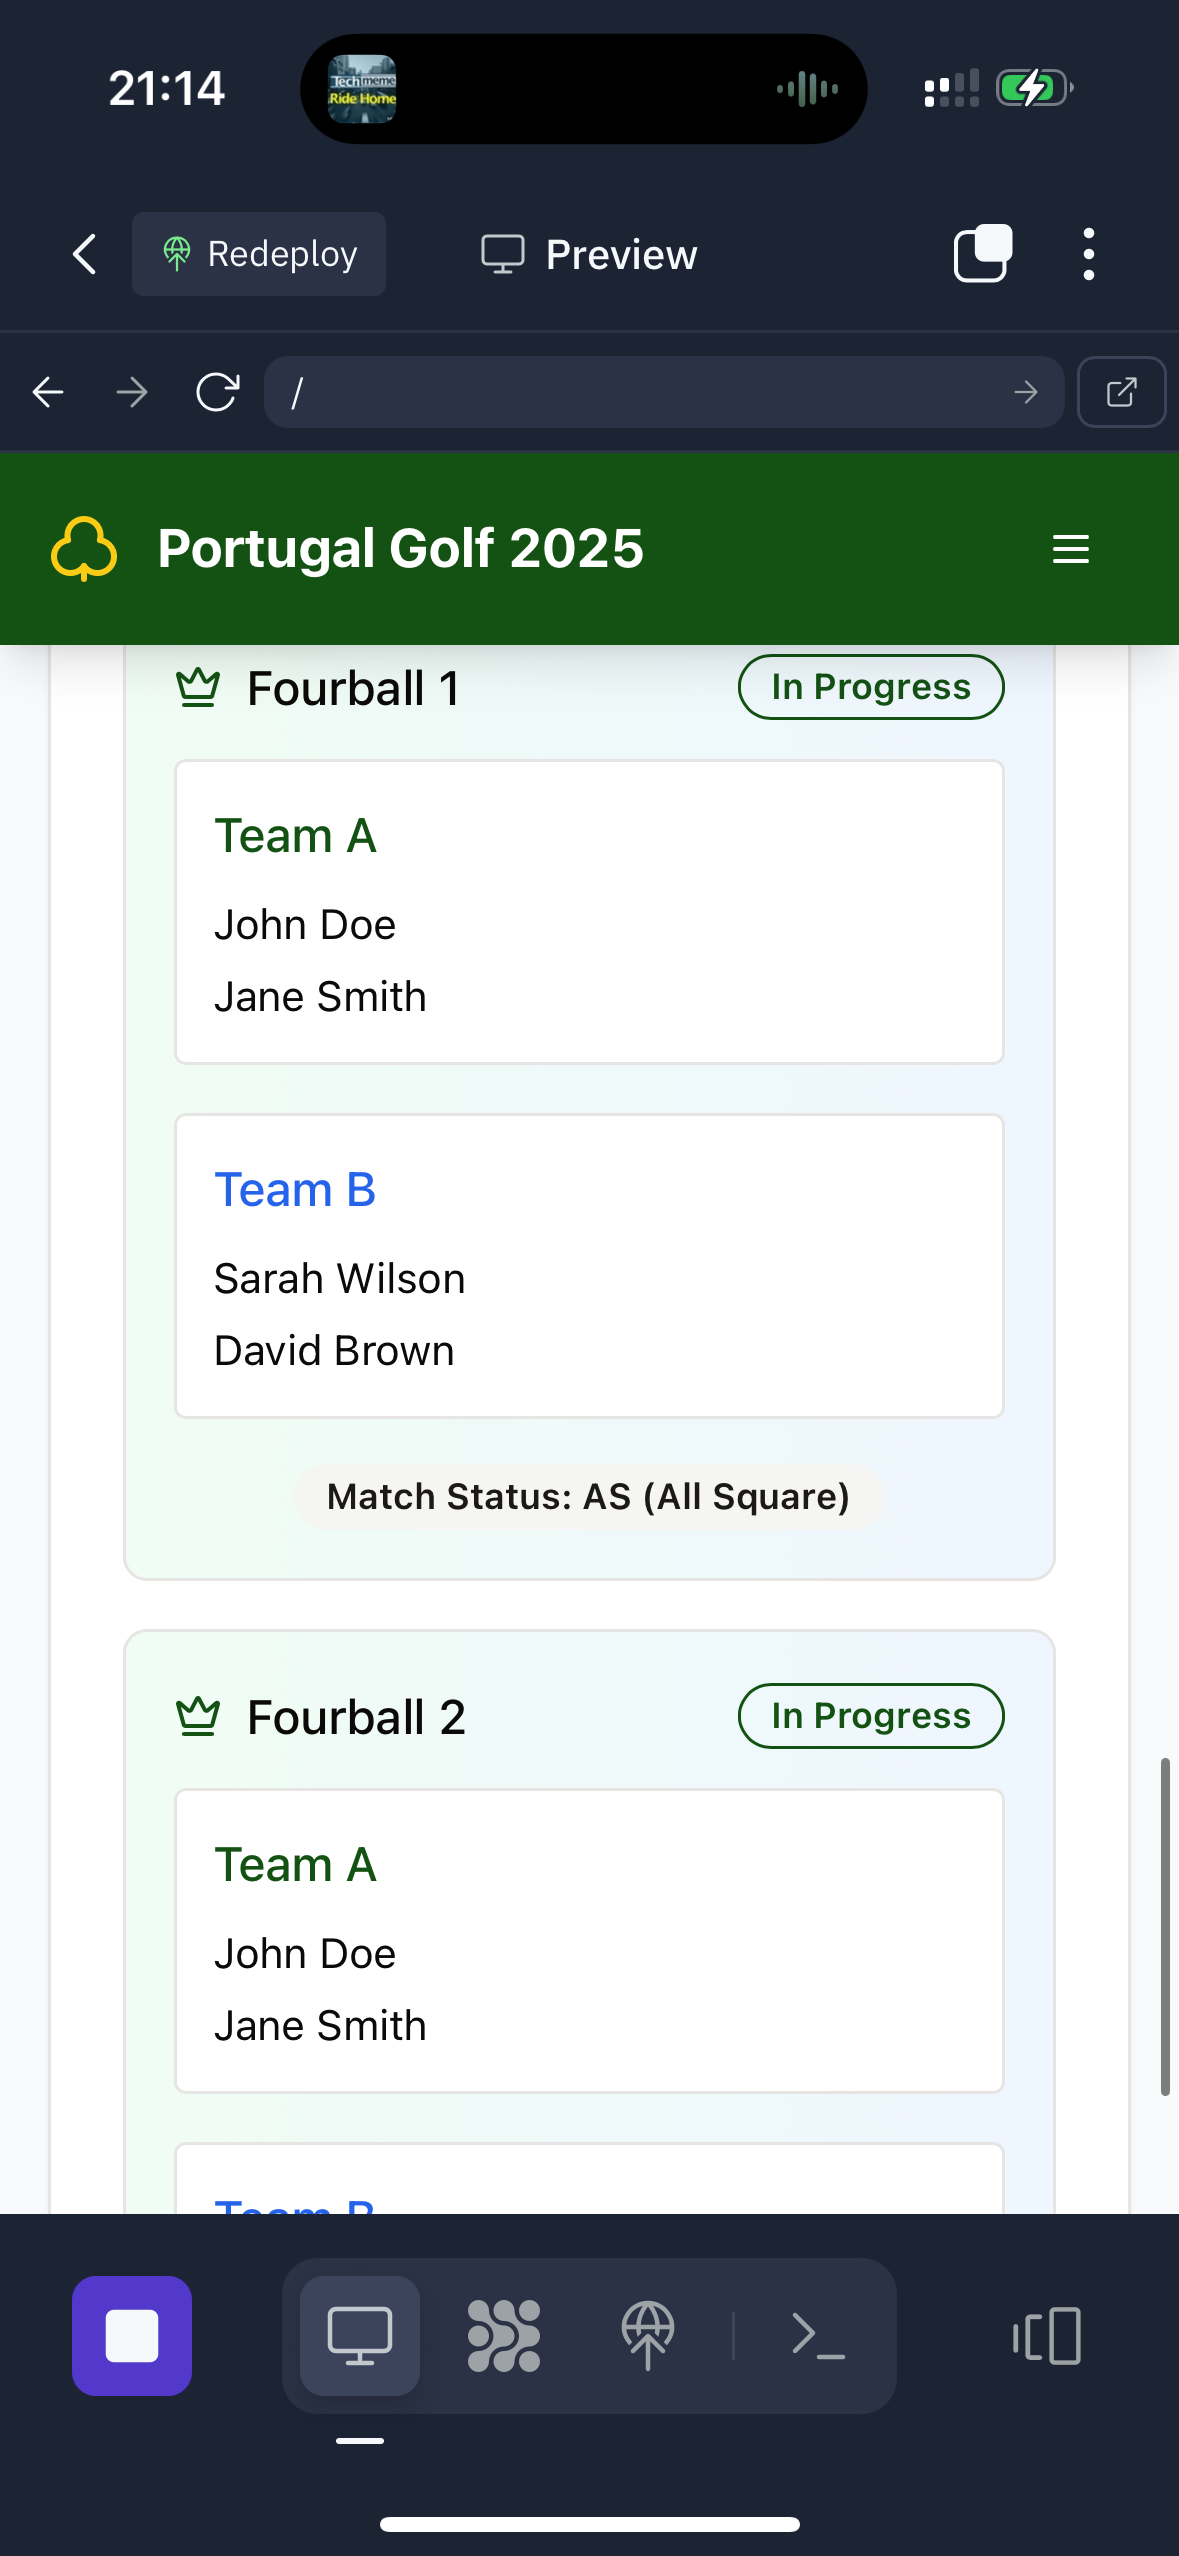 21:14
Techmeme
Ride Home
Redeploy
Preview
/
Portugal Golf 2025
Fourball 1
In Progress
Team A
John Doe
Jane Smith
Team B
Sarah Wilson
David Brown
Match Status: AS (All Square)
Fourball 2
In Progress
Team A
John Doe
Jane Smith
Team B